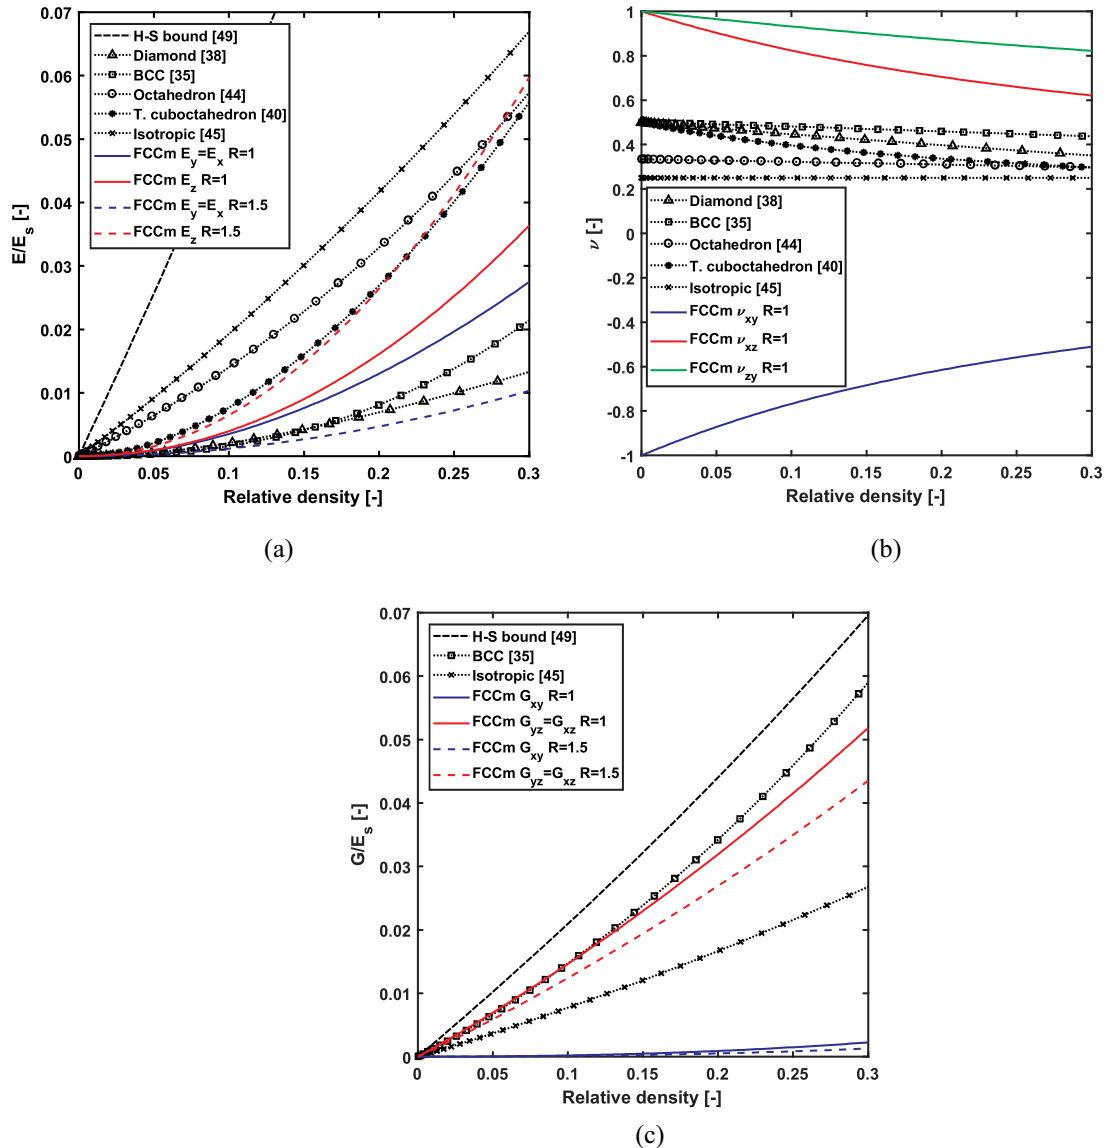 0.07
0.06
0.05
0.04
0.03
0.02
0.01
0
E/E_s [-]
H-S bound [49]
Diamond [38]
BCC [35]
Octahedron [44]
T. cuboctahedron [40]
Isotropic [45]
FCCm E_y=E_x R=1
FCCm E_z R=1
FCCm E_y=E_x R=1.5
FCCm E_z R=1.5
0 0.05 0.1 0.15 0.2 0.25 0.3
Relative density [-]
(a)
1
0.8
0.6
0.4
0.2
0
-0.2
-0.4
-0.6
-0.8
-1
ν [-]
Diamond [38]
BCC [35]
Octahedron [44]
T. cuboctahedron [40]
Isotropic [45]
FCCm ν_xy R=1
FCCm ν_xz R=1
FCCm ν_zy R=1
0 0.05 0.1 0.15 0.2 0.25 0.3
Relative density [-]
(b)
0.07
0.06
0.05
0.04
0.03
0.02
0.01
0
G/E_s [-]
H-S bound [49]
BCC [35]
Isotropic [45]
FCCm G_xy R=1
FCCm G_yz=G_xz R=1
FCCm G_xy R=1.5
FCCm G_yz=G_xz R=1.5
0 0.05 0.1 0.15 0.2 0.25 0.3
Relative density [-]
(c)